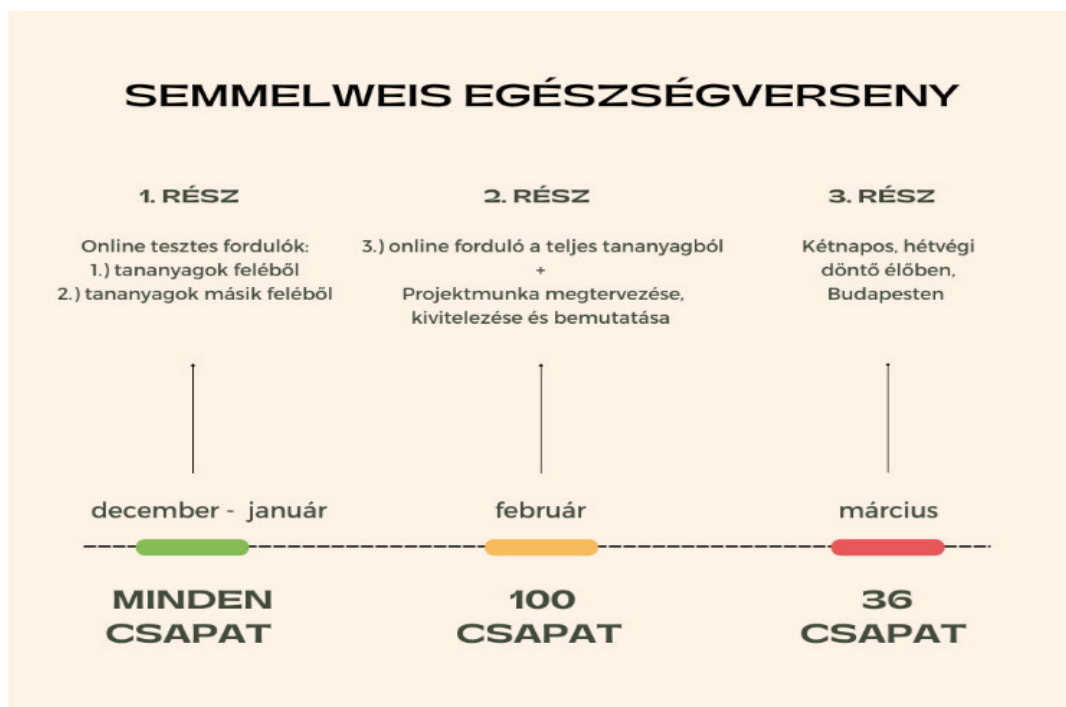 SEMMELWEIS EGÉSZSÉGVERSENY
1. RÉSZ
Online tesztes fordulók:
1.) tananyagok feléből
2.) tananyagok másik feléből
2. RÉSZ
3.) online forduló a teljes tananyagból
+
Projektmunka megtervezése,
kivitelezése és bemutatása
3. RÉSZ
Kétnapos, hétvégi
döntő élőben,
Budapesten
december - január
február
március
MINDEN
CSAPAT
100
CSAPAT
36
CSAPAT